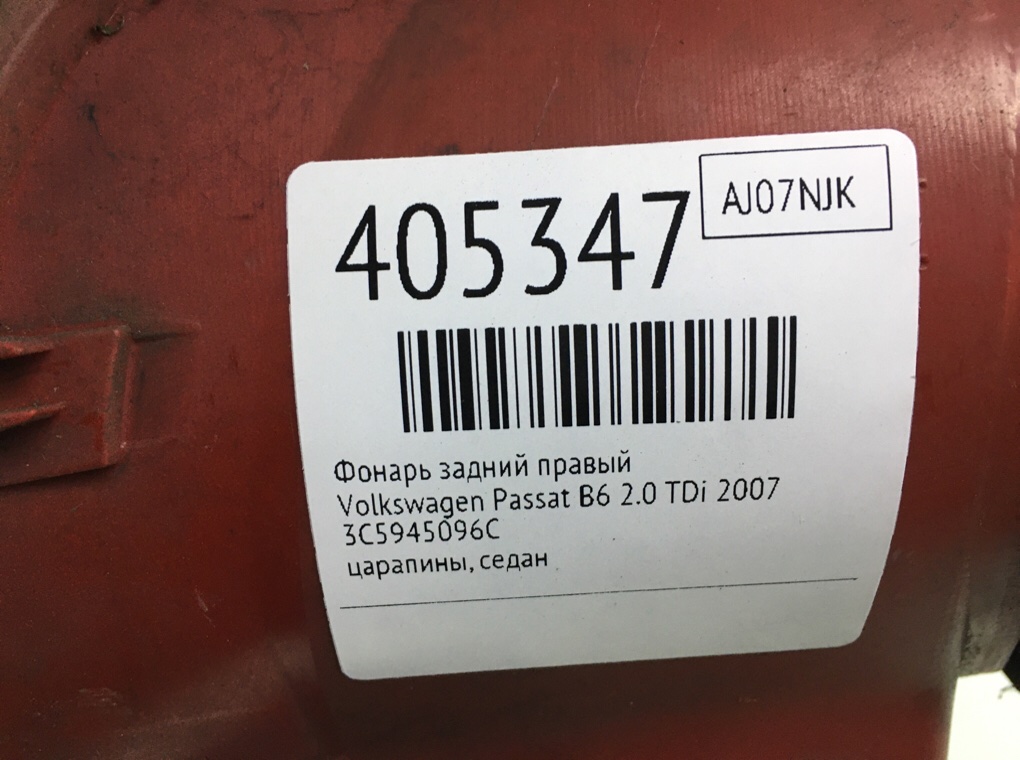 405347
AJ07NJK
Фонарь задний правый
Volkswagen Passat B6 2.0 TDi 2007
3C5945096C
царапины, седан